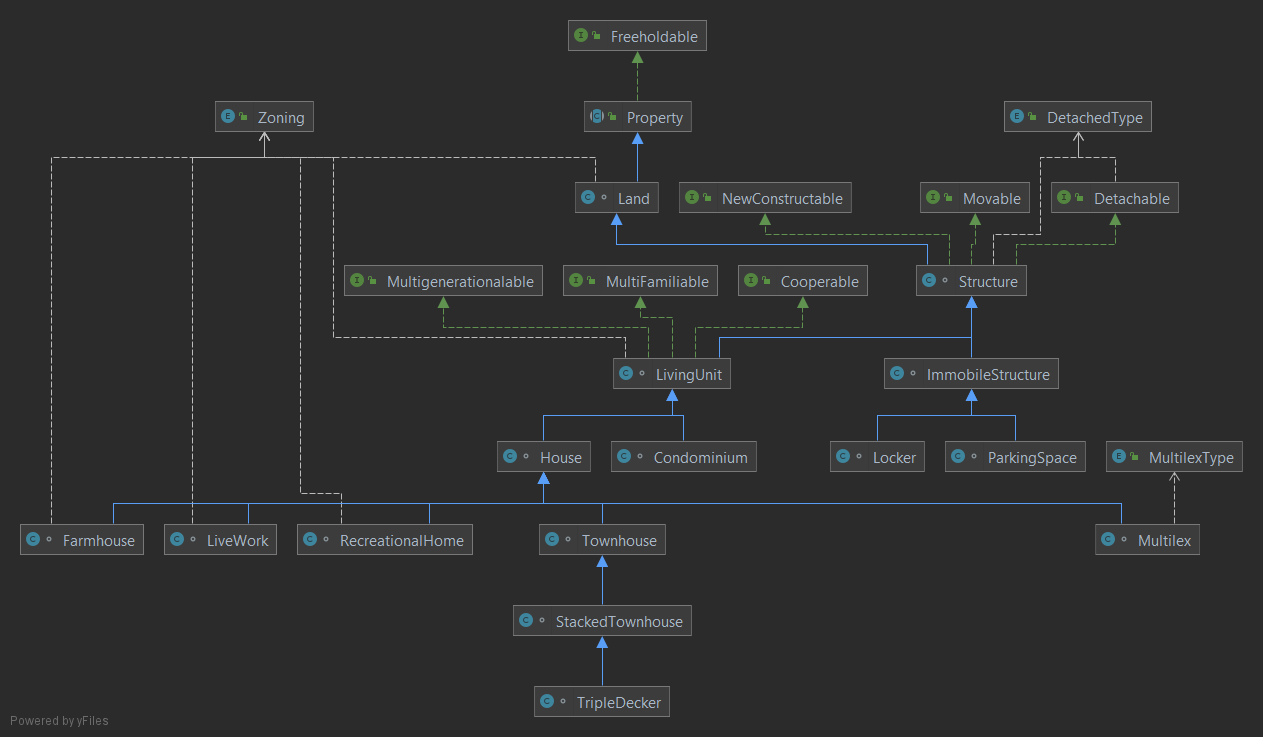 Freeholdable
Zoning
Property
DetachedType
Land
NewConstructable
Movable
Detachable
Multigenerationalable
MultiFamiliable
Cooperable
Structure
LivingUnit
ImmobileStructure
House
Condominium
Locker
ParkingSpace
MultilexType
Farmhouse
LiveWork
RecreationalHome
Townhouse
Multilex
StackedTownhouse
TripleDecker
Powered by yFiles